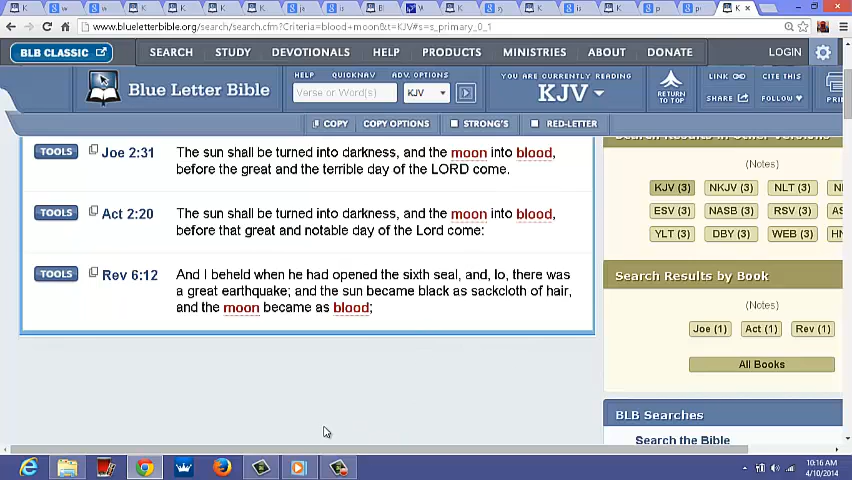 www.blueletterbible.org/search/search.cfm?Criteria=blood+moon&t=KJV#s=s_primary_0_1
BLB CLASSIC SEARCH STUDY DEVOTIONALS HELP PRODUCTS MINISTRIES ABOUT DONATE LOGIN
HELP QUICKNAV ADV. OPTIONS
Blue Letter Bible
Verse or Word(s)
KJV
YOU ARE CURRENTLY READING
KJV
RETURN
TO TOP
LINK CITE THIS
SHARE FOLLOW
PRI
COPY COPY OPTIONS STRONG'S RED-LETTER
TOOLS Joe 2:31 The sun shall be turned into darkness, and the moon into blood,
before the great and the terrible day of the LORD come.
TOOLS Act 2:20 The sun shall be turned into darkness, and the moon into blood,
before that great and notable day of the Lord come:
TOOLS Rev 6:12 And I beheld when he had opened the sixth seal, and, lo, there was
a great earthquake; and the sun became black as sackcloth of hair,
and the moon became as blood;
Search Results in Other Versions
(Notes)
KJV (3) NKJV (3) NLT (3)
ESV (3) NASB (3) RSV (3)
YLT (3) DBY (3) WEB (3)
Search Results by Book
(Notes)
Joe (1) Act (1) Rev (1)
All Books
BLB Searches
Search the Bible
10:16 AM
4/10/2014